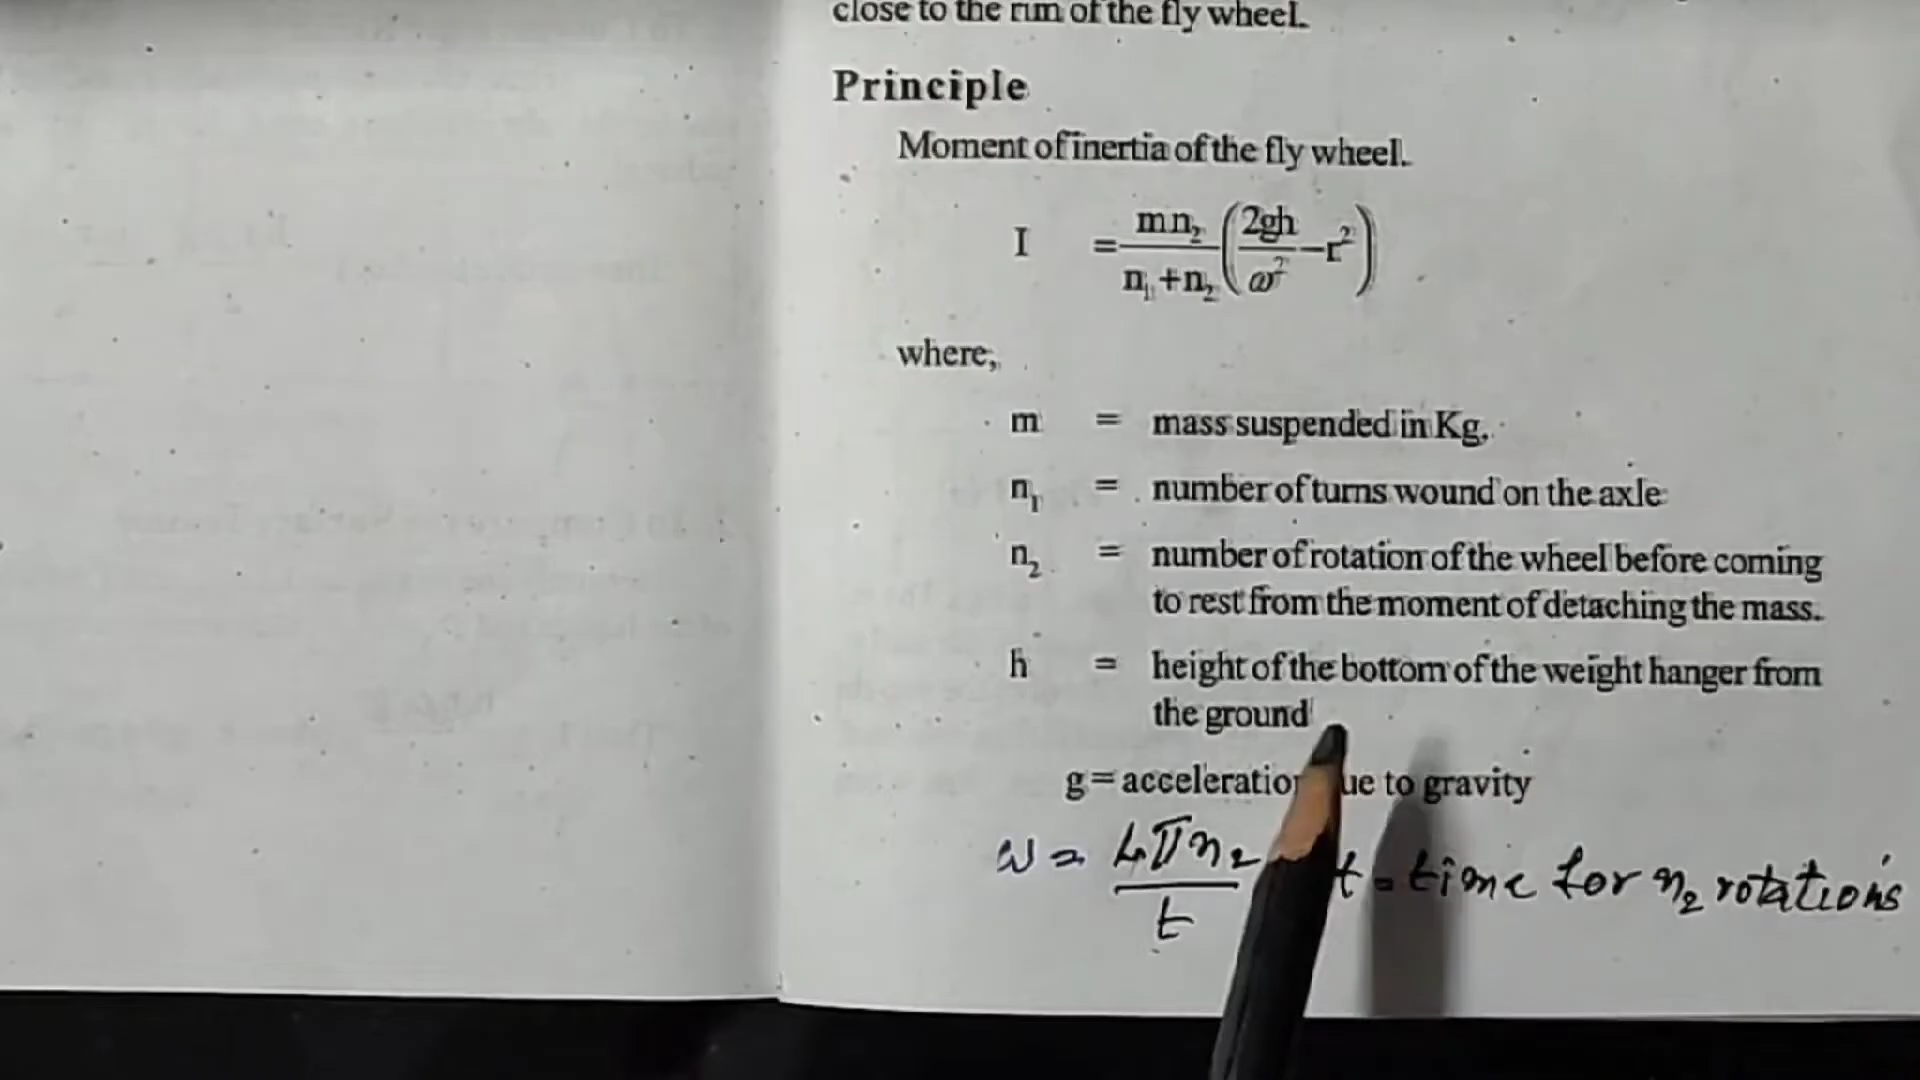 close to the rim of the fly wheel.
Principle
Moment of inertia of the fly wheel.
I = mn₂/(n₁+n₂) (2gh/ω² − r²)
where,
m = mass suspended in Kg.
n₁ = number of turns wound on the axle
n₂ = number of rotation of the wheel before coming
to rest from the moment of detaching the mass.
h = height of the bottom of the weight hanger from
the ground
g = acceleration due to gravity
ω = 4πn₂/t t - time for n₂ rotations